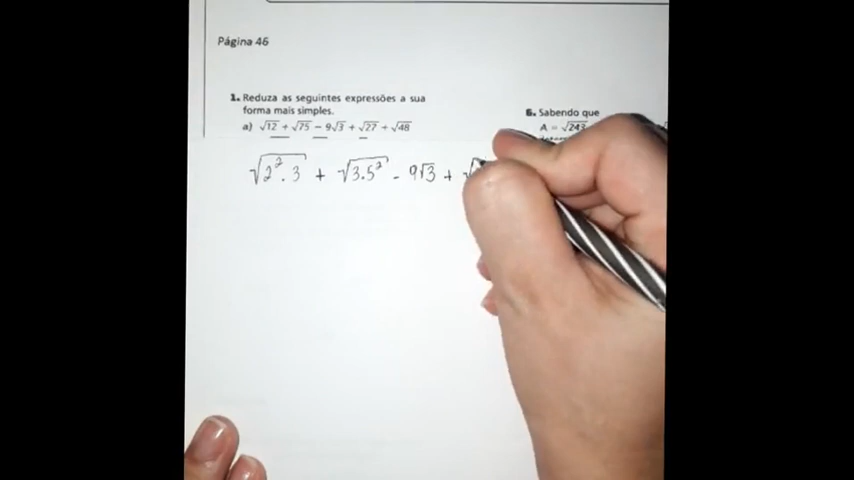 Página 46
1. Reduza as seguintes expressões a sua
forma mais simples.
a) √12 + √75 − 9√3 + √27 + √48
6. Sabendo que
A = √243
√2².3 + √3.5² - 9√3 + √